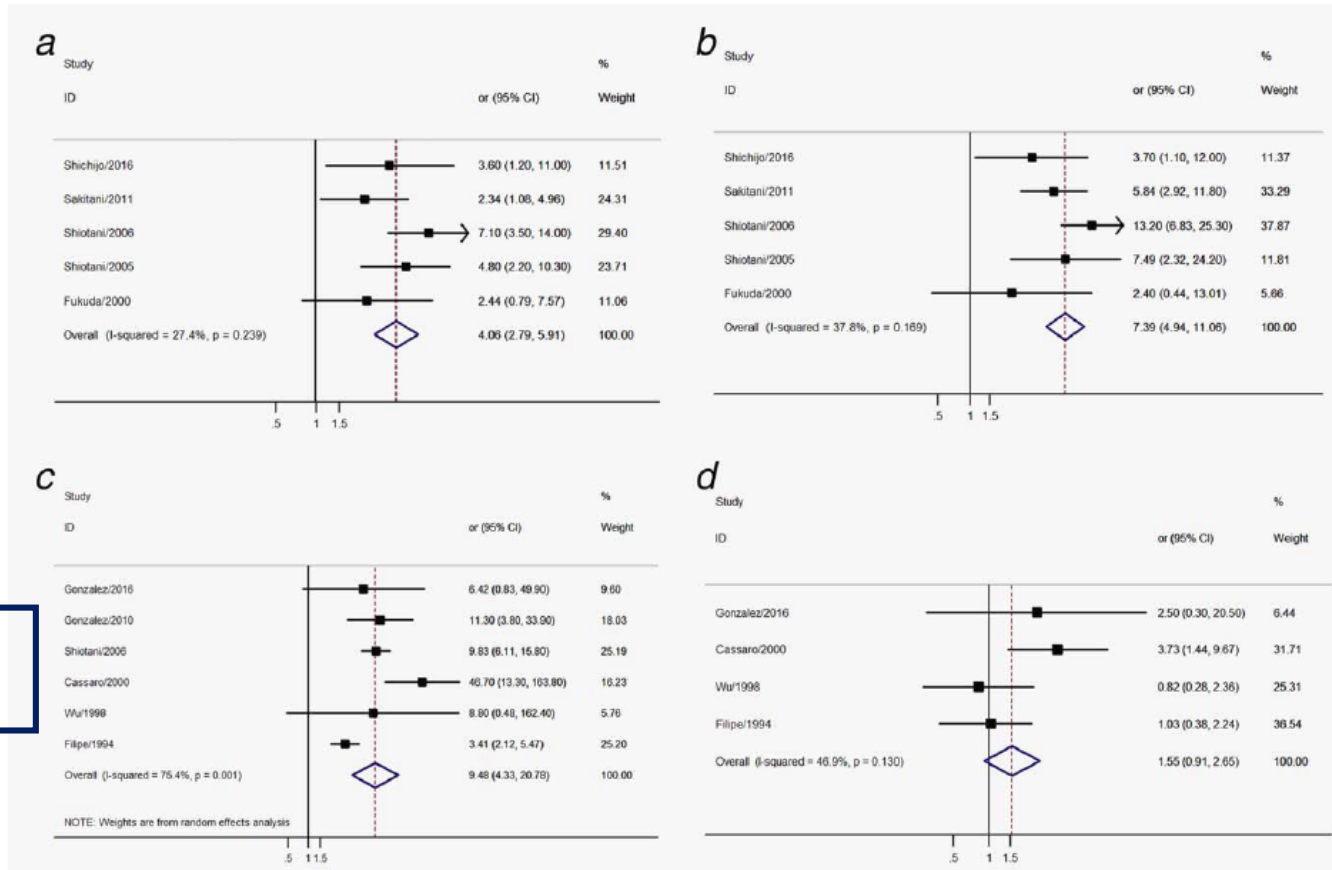 a
Study %
ID or (95% CI) Weight
Shichijo/2016 3.60 (1.20, 11.00) 11.51
Sakitani/2011 2.34 (1.08, 4.96) 24.31
Shiotani/2006 7.10 (3.50, 14.00) 29.40
Shiotani/2005 4.80 (2.20, 10.30) 23.71
Fukuda/2000 2.44 (0.79, 7.57) 11.06
Overall (I-squared = 27.4%, p = 0.239) 4.06 (2.79, 5.91) 100.00
.5 1 1.5
b
Study %
ID or (95% CI) Weight
Shichijo/2016 3.70 (1.10, 12.00) 11.37
Sakitani/2011 5.84 (2.92, 11.80) 33.29
Shiotani/2006 13.20 (6.83, 25.30) 37.87
Shiotani/2005 7.49 (2.32, 24.20) 11.81
Fukuda/2000 2.40 (0.44, 13.01) 5.66
Overall (I-squared = 37.8%, p = 0.169) 7.39 (4.94, 11.06) 100.00
.5 1 1.5
c
Study %
ID or (95% CI) Weight
Gonzalez/2016 6.42 (0.83, 49.90) 9.60
Gonzalez/2010 11.30 (3.80, 33.90) 18.03
Shiotani/2006 9.83 (6.11, 15.80) 25.19
Cassaro/2000 46.70 (13.30, 163.80) 16.23
Wu/1998 8.80 (0.48, 162.40) 5.76
Filipe/1994 3.41 (2.12, 5.47) 25.20
Overall (I-squared = 75.4%, p = 0.001) 9.48 (4.33, 20.78) 100.00
NOTE: Weights are from random effects analysis
.5 1 1.5
d
Study %
ID or (95% CI) Weight
Gonzalez/2016 2.50 (0.30, 20.50) 6.44
Cassaro/2000 3.73 (1.44, 9.67) 31.71
Wu/1998 0.82 (0.28, 2.36) 25.31
Filipe/1994 1.03 (0.38, 2.24) 36.54
Overall (I-squared = 46.9%, p = 0.130) 1.55 (0.91, 2.65) 100.00
.5 1 1.5